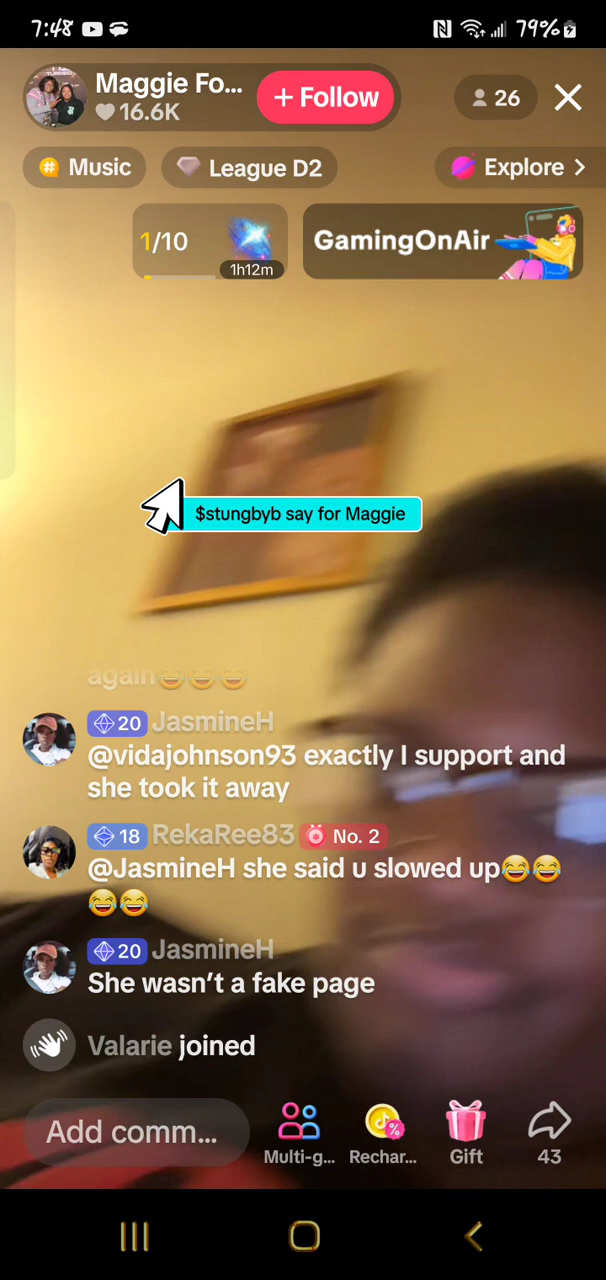 7:48
79%
Maggie Fo...
+ Follow
16.6K
26
Music
League D2
Explore >
1/10
1h12m
GamingOnAir
$stungbyb say for Maggie
again😂😂😂
20 JasmineH
@vidajohnson93 exactly I support and
she took it away
18 RekaRee83 No. 2
@JasmineH she said u slowed up😂😂
😂😂
20 JasmineH
She wasn't a fake page
Valarie joined
Add comm...
Multi-g...
Rechar...
Gift
43